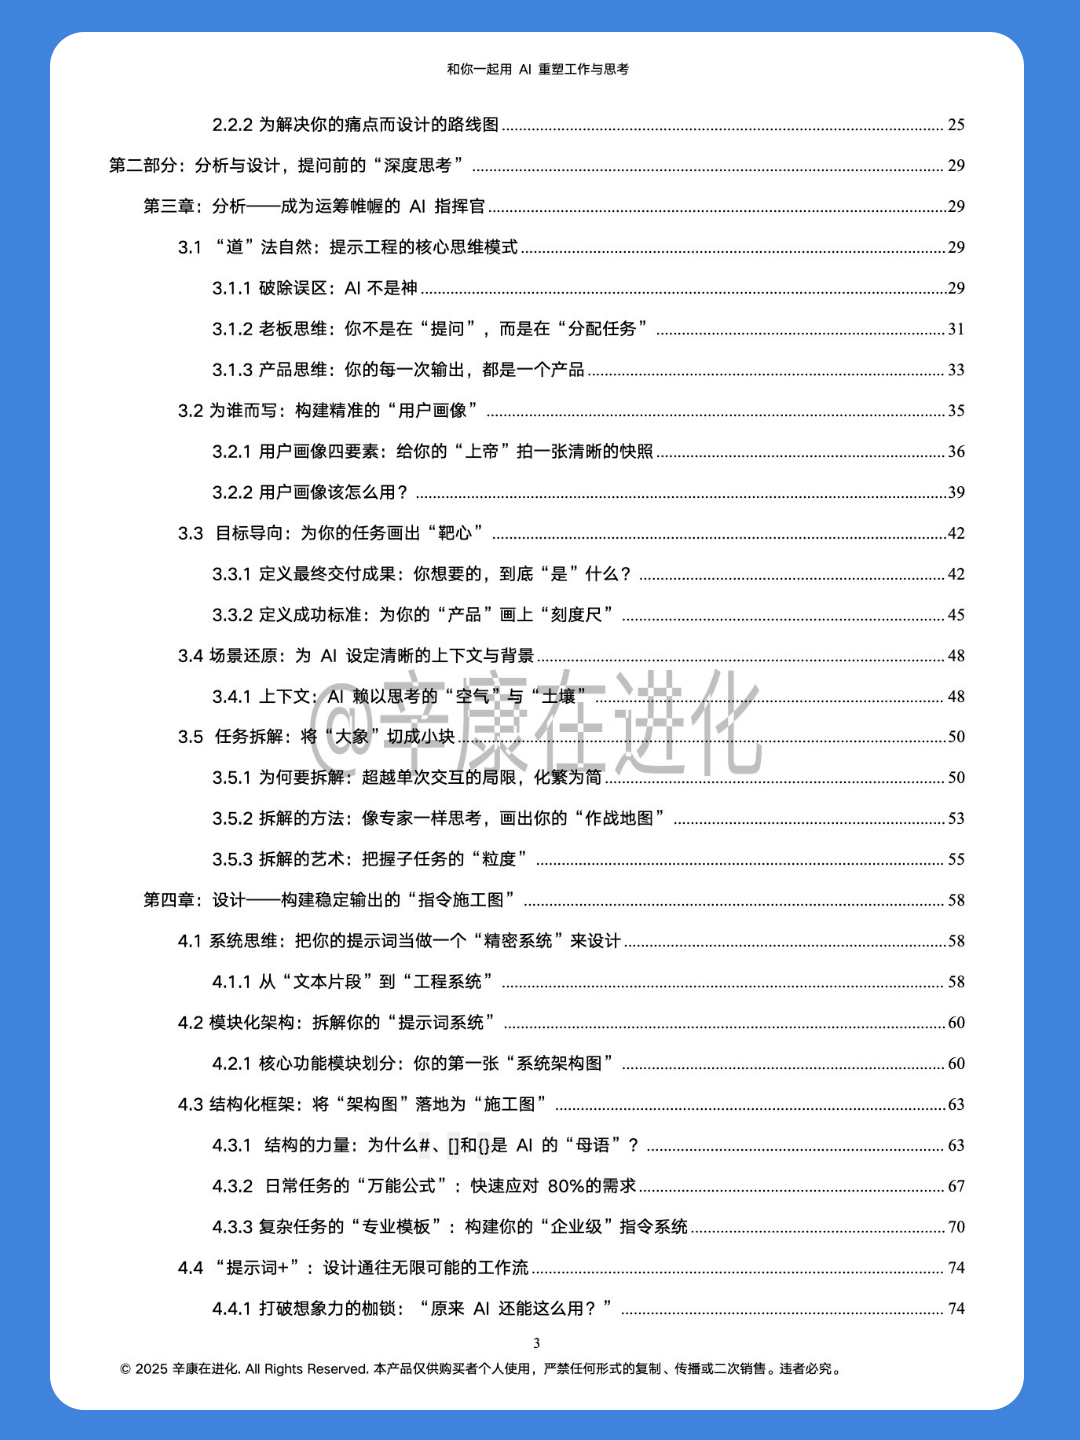 和你一起用 AI 重塑工作与思考
2.2.2 为解决你的痛点而设计的路线图 25
第二部分：分析与设计，提问前的“深度思考” 29
第三章：分析——成为运筹帷幄的 AI 指挥官 29
3.1 “道”法自然：提示工程的核心思维模式 29
3.1.1 破除误区：AI 不是神 29
3.1.2 老板思维：你不是在“提问”，而是在“分配任务” 31
3.1.3 产品思维：你的每一次输出，都是一个产品 33
3.2 为谁而写：构建精准的“用户画像” 35
3.2.1 用户画像四要素：给你的“上帝”拍一张清晰的快照 36
3.2.2 用户画像该怎么用？ 39
3.3 目标导向：为你的任务画出“靶心” 42
3.3.1 定义最终交付成果：你想要的，到底“是”什么？ 42
3.3.2 定义成功标准：为你的“产品”画上“刻度尺” 45
3.4 场景还原：为 AI 设定清晰的上下文与背景 48
3.4.1 上下文：AI 赖以思考的“空气”与“土壤” 48
@辛康在进化
3.5 任务拆解：将“大象”切成小块 50
3.5.1 为何要拆解：超越单次交互的局限，化繁为简 50
3.5.2 拆解的方法：像专家一样思考，画出你的“作战地图” 53
3.5.3 拆解的艺术：把握子任务的“粒度” 55
第四章：设计——构建稳定输出的“指令施工图” 58
4.1 系统思维：把你的提示词当做一个“精密系统”来设计 58
4.1.1 从“文本片段”到“工程系统” 58
4.2 模块化架构：拆解你的“提示词系统” 60
4.2.1 核心功能模块划分：你的第一张“系统架构图” 60
4.3 结构化框架：将“架构图”落地为“施工图” 63
4.3.1 结构的力量：为什么#、[]和{}是 AI 的“母语”？ 63
4.3.2 日常任务的“万能公式”：快速应对 80%的需求 67
4.3.3 复杂任务的“专业模板”：构建你的“企业级”指令系统 70
4.4 “提示词+”：设计通往无限可能的工作流 74
4.4.1 打破想象力的枷锁：“原来 AI 还能这么用？” 74
3
© 2025 辛康在进化. All Rights Reserved. 本产品仅供购买者个人使用，严禁任何形式的复制、传播或二次销售。违者必究。